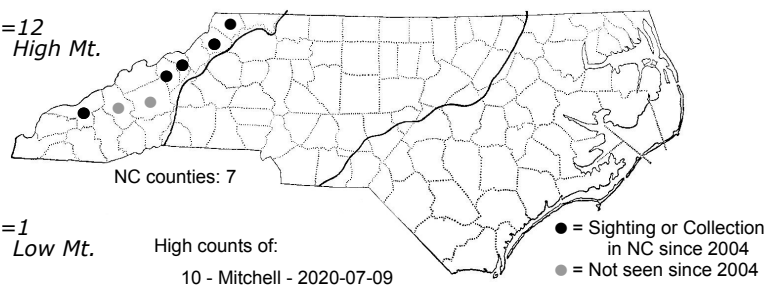 =12
High Mt.
NC counties: 7
=1
Low Mt.
High counts of:
10 - Mitchell - 2020-07-09
● = Sighting or Collection
in NC since 2004
● = Not seen since 2004